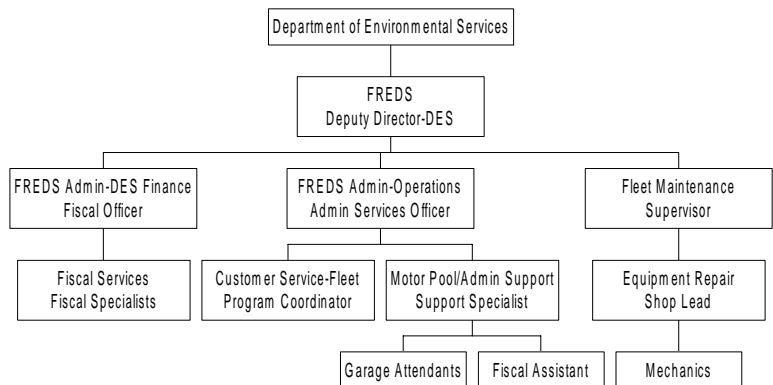 Department of Environmental Services
FREDS
Deputy Director-DES
FREDS Admin-DES Finance
Fiscal Officer
FREDS Admin-Operations
Admin Services Officer
Fleet Maintenance
Supervisor
Fiscal Services
Fiscal Specialists
Customer Service-Fleet
Program Coordinator
Motor Pool/Admin Support
Support Specialist
Equipment Repair
Shop Lead
Garage Attendants
Fiscal Assistant
Mechanics